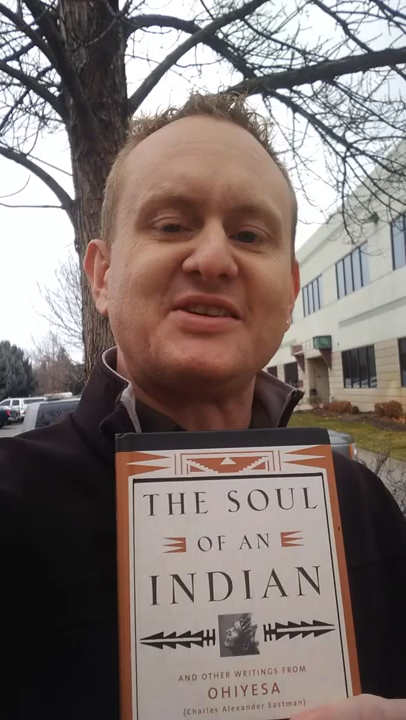 THE SOUL
OF AN
INDIAN
AND OTHER WRITINGS FROM
OHIYESA
(Charles Alexander Eastman)